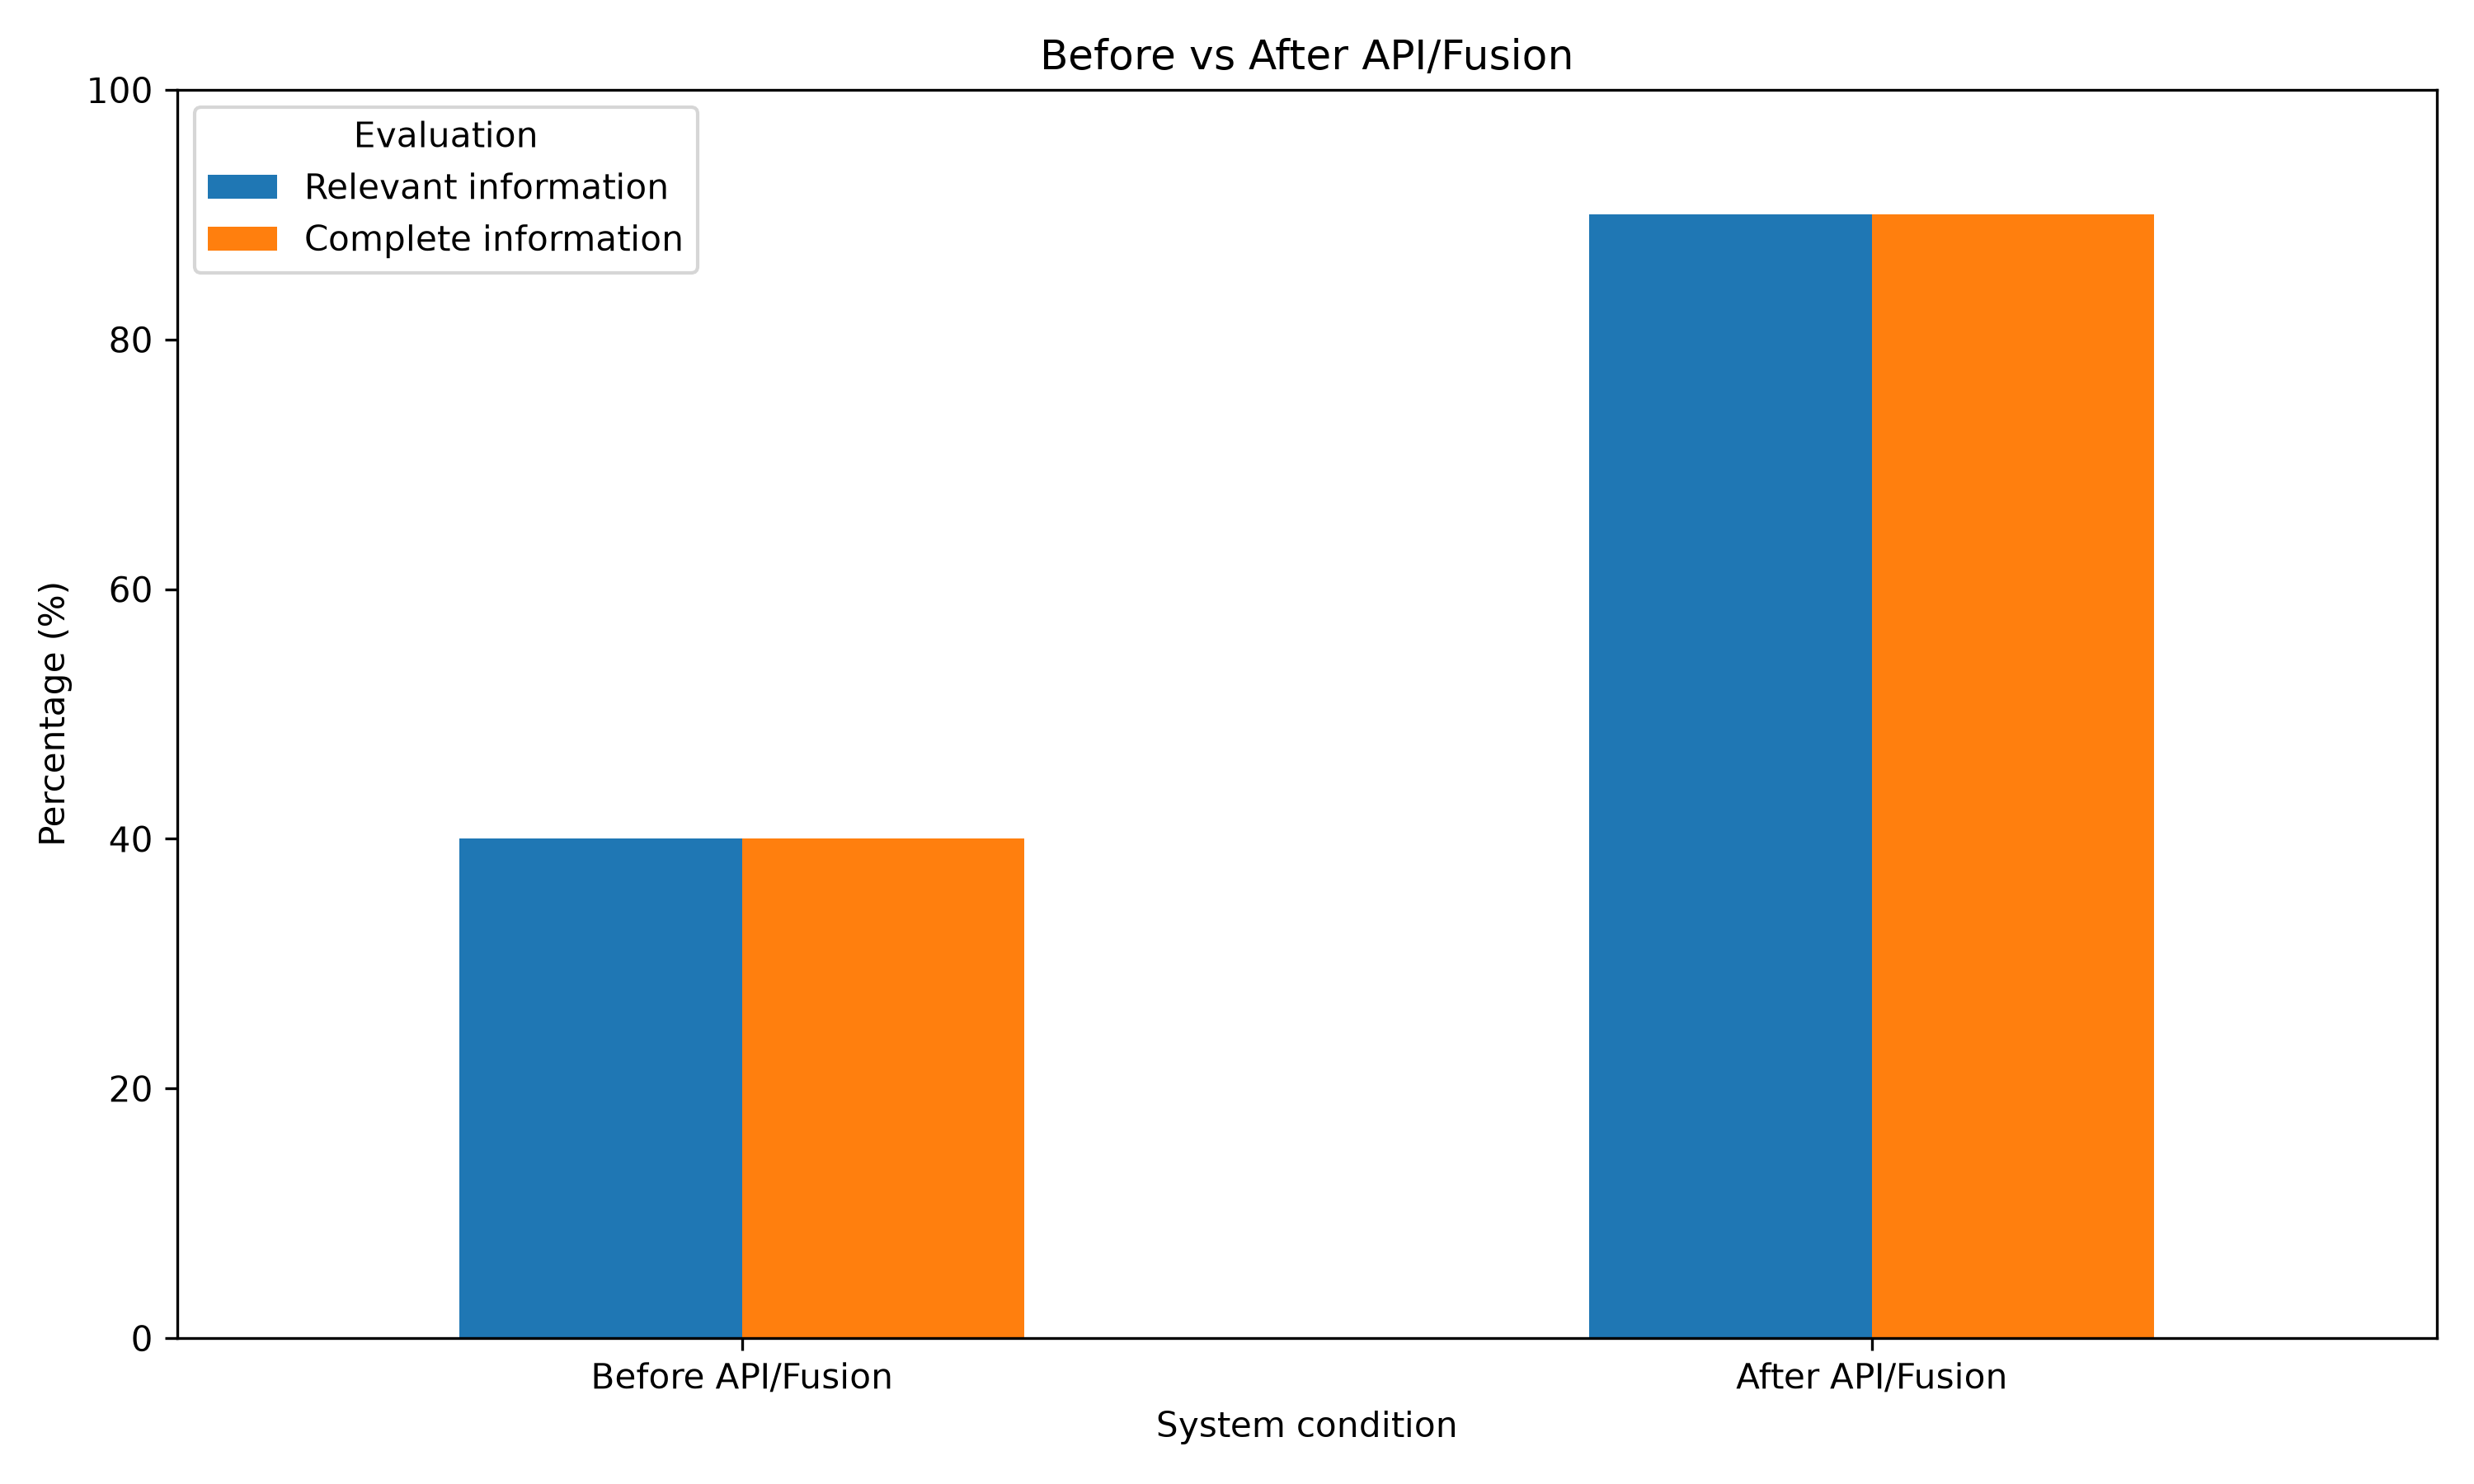 Before vs After API/Fusion
Evaluation
Relevant information
Complete information
100
80
60
40
20
0
Percentage (%)
Before API/Fusion
After API/Fusion
System condition